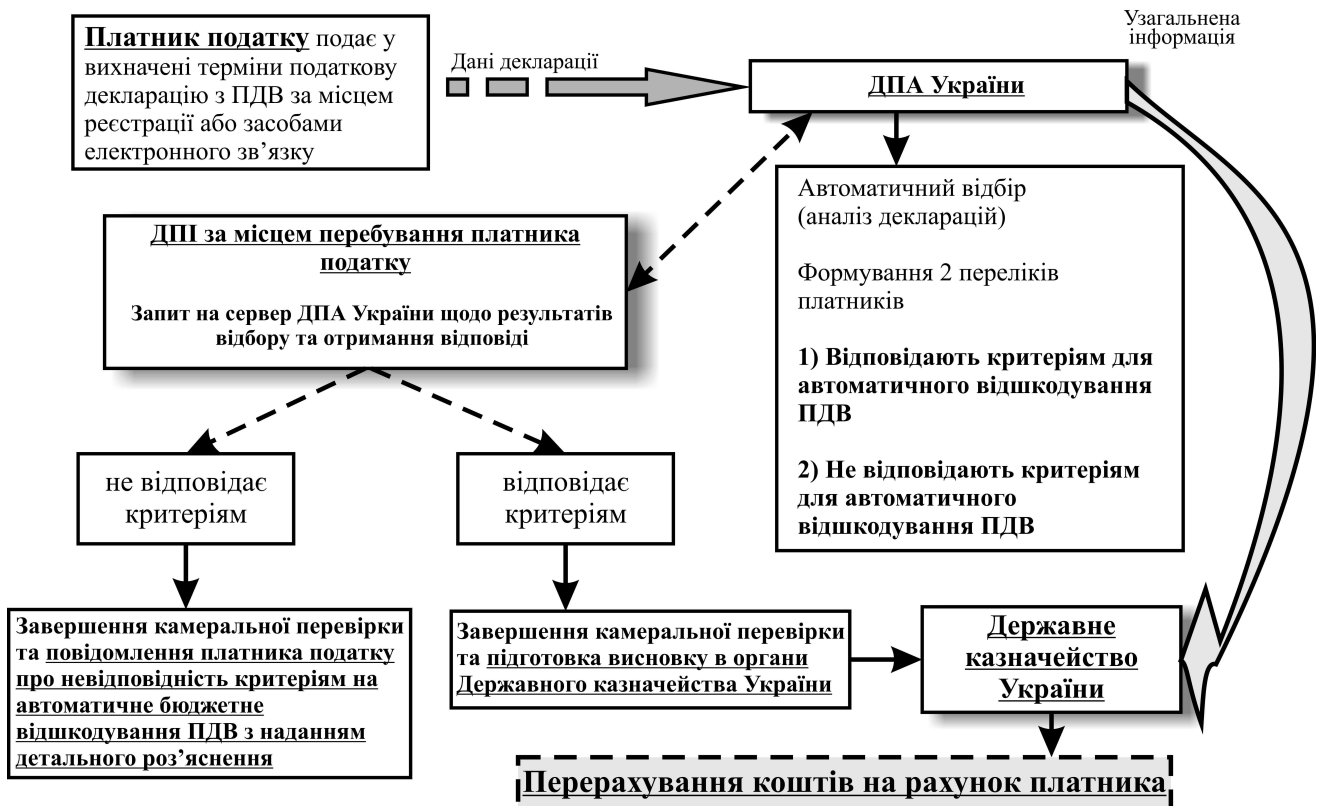 Платник податку подає у
вихначені терміни податкову
декларацію з ПДВ за місцем
реєстрації або засобами
електронного зв’язку
Дані декларації
ДПА України
Узагальнена
інформація
Автоматичний відбір
(аналіз декларацій)
Формування 2 переліків
платників
1) Відповідають критеріям для
автоматичного відшкодування
ПДВ
2) Не відповідають критеріям
для автоматичного
відшкодування ПДВ
ДПІ за місцем перебування платника
податку
Запит на сервер ДПА України щодо результатів
відбору та отримання відповіді
не відповідає
критеріям
відповідає
критеріям
Завершення камеральної перевірки
та повідомлення платника податку
про невідповідність критеріям на
автоматичне бюджетне
відшкодування ПДВ з наданням
детального роз’яснення
Завершення камеральної перевірки
та підготовка висновку в органи
Державного казначейства України
Державне
казначейство
України
Перерахування коштів на рахунок платника